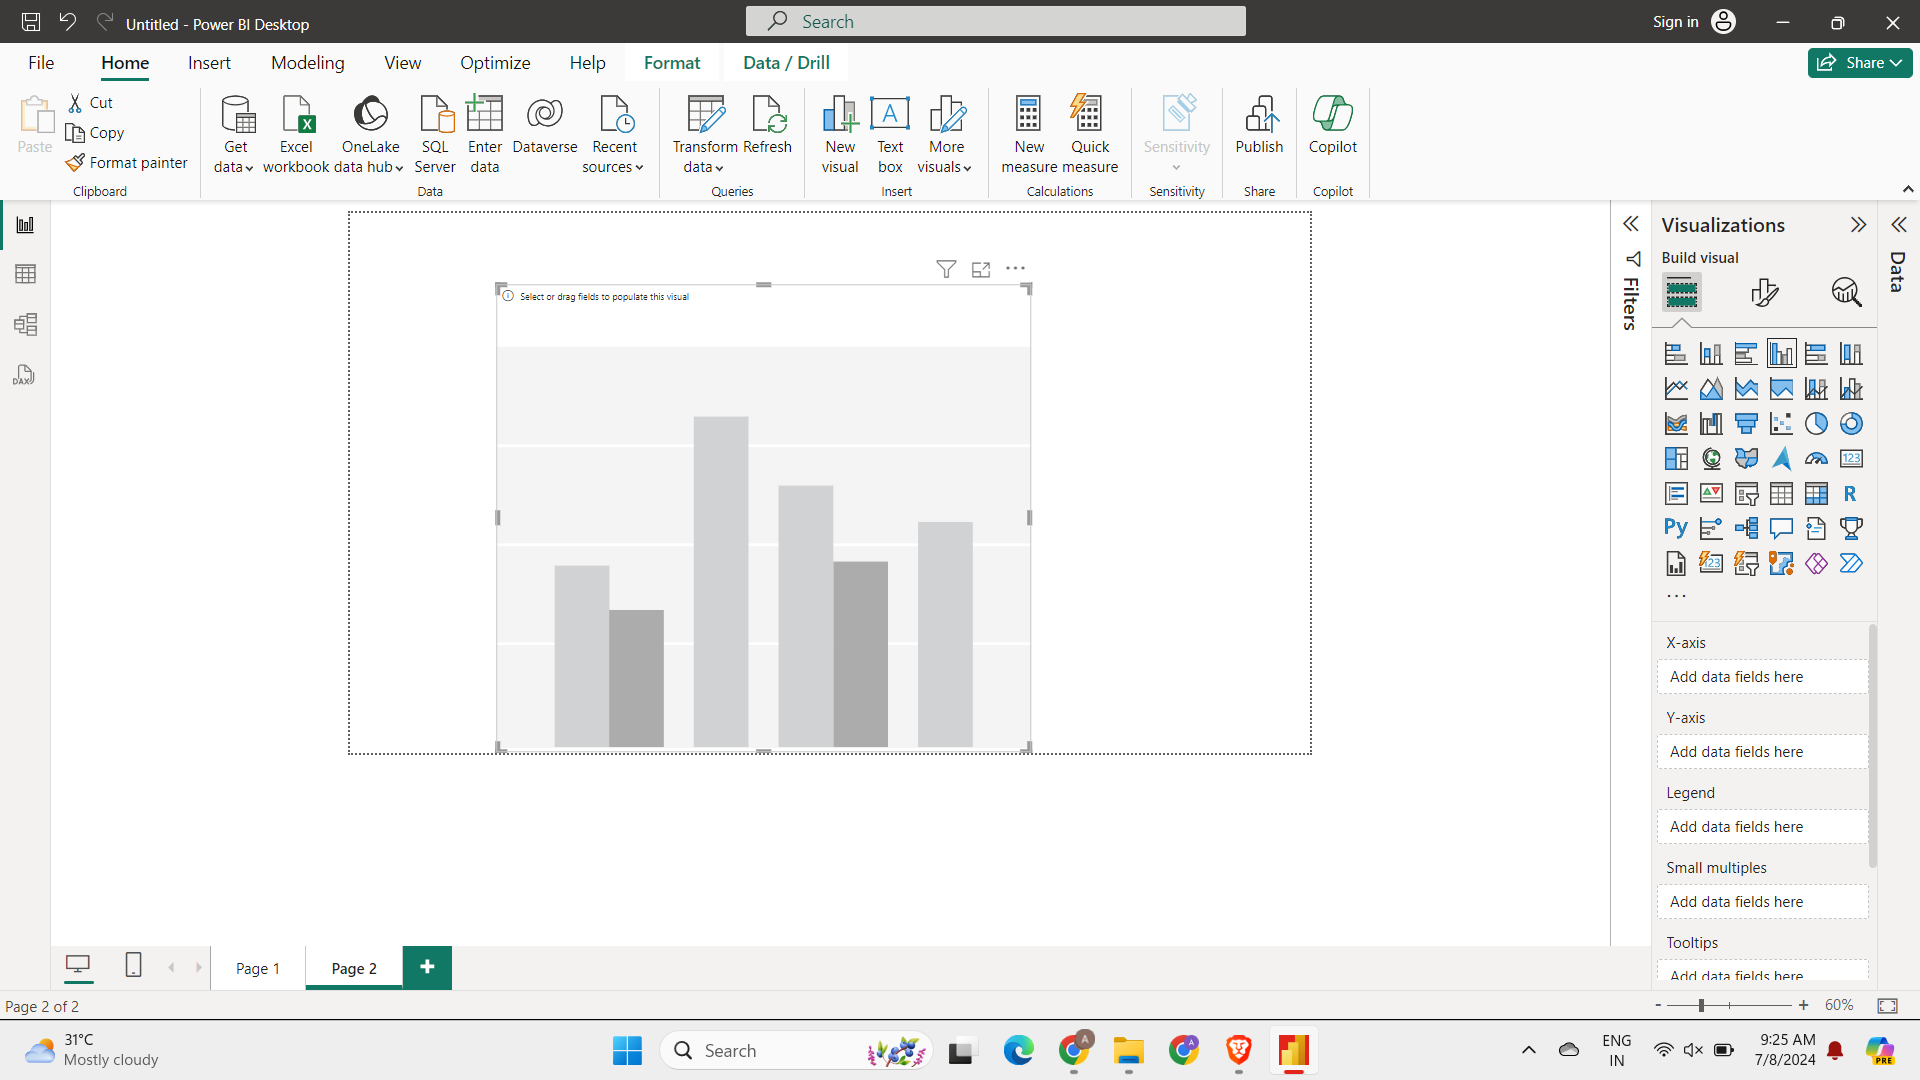 Untitled - Power BI Desktop
Search
Sign in
File
Home
Insert
Modeling
View
Optimize
Help
Format
Data / Drill
Share
Paste
Cut
Copy
Format painter
Clipboard
Get
data
Excel
workbook
OneLake
data hub
SQL
Server
Enter
data
Dataverse
Recent
sources
Data
Transform
data
Refresh
Queries
New
visual
Text
box
More
visuals
Insert
New
measure
Quick
measure
Calculations
Sensitivity
Sensitivity
Publish
Share
Copilot
Copilot
DAX
Select or drag fields to populate this visual
Filters
Visualizations
Build visual
123
R
Py
123
X-axis
Add data fields here
Y-axis
Add data fields here
Legend
Add data fields here
Small multiples
Add data fields here
Tooltips
Add data fields here
Data
Page 1
Page 2
Page 2 of 2
- + 60%
31°C
Mostly cloudy
Search
A
A
ENG
IN
9:25 AM
7/8/2024
PRE